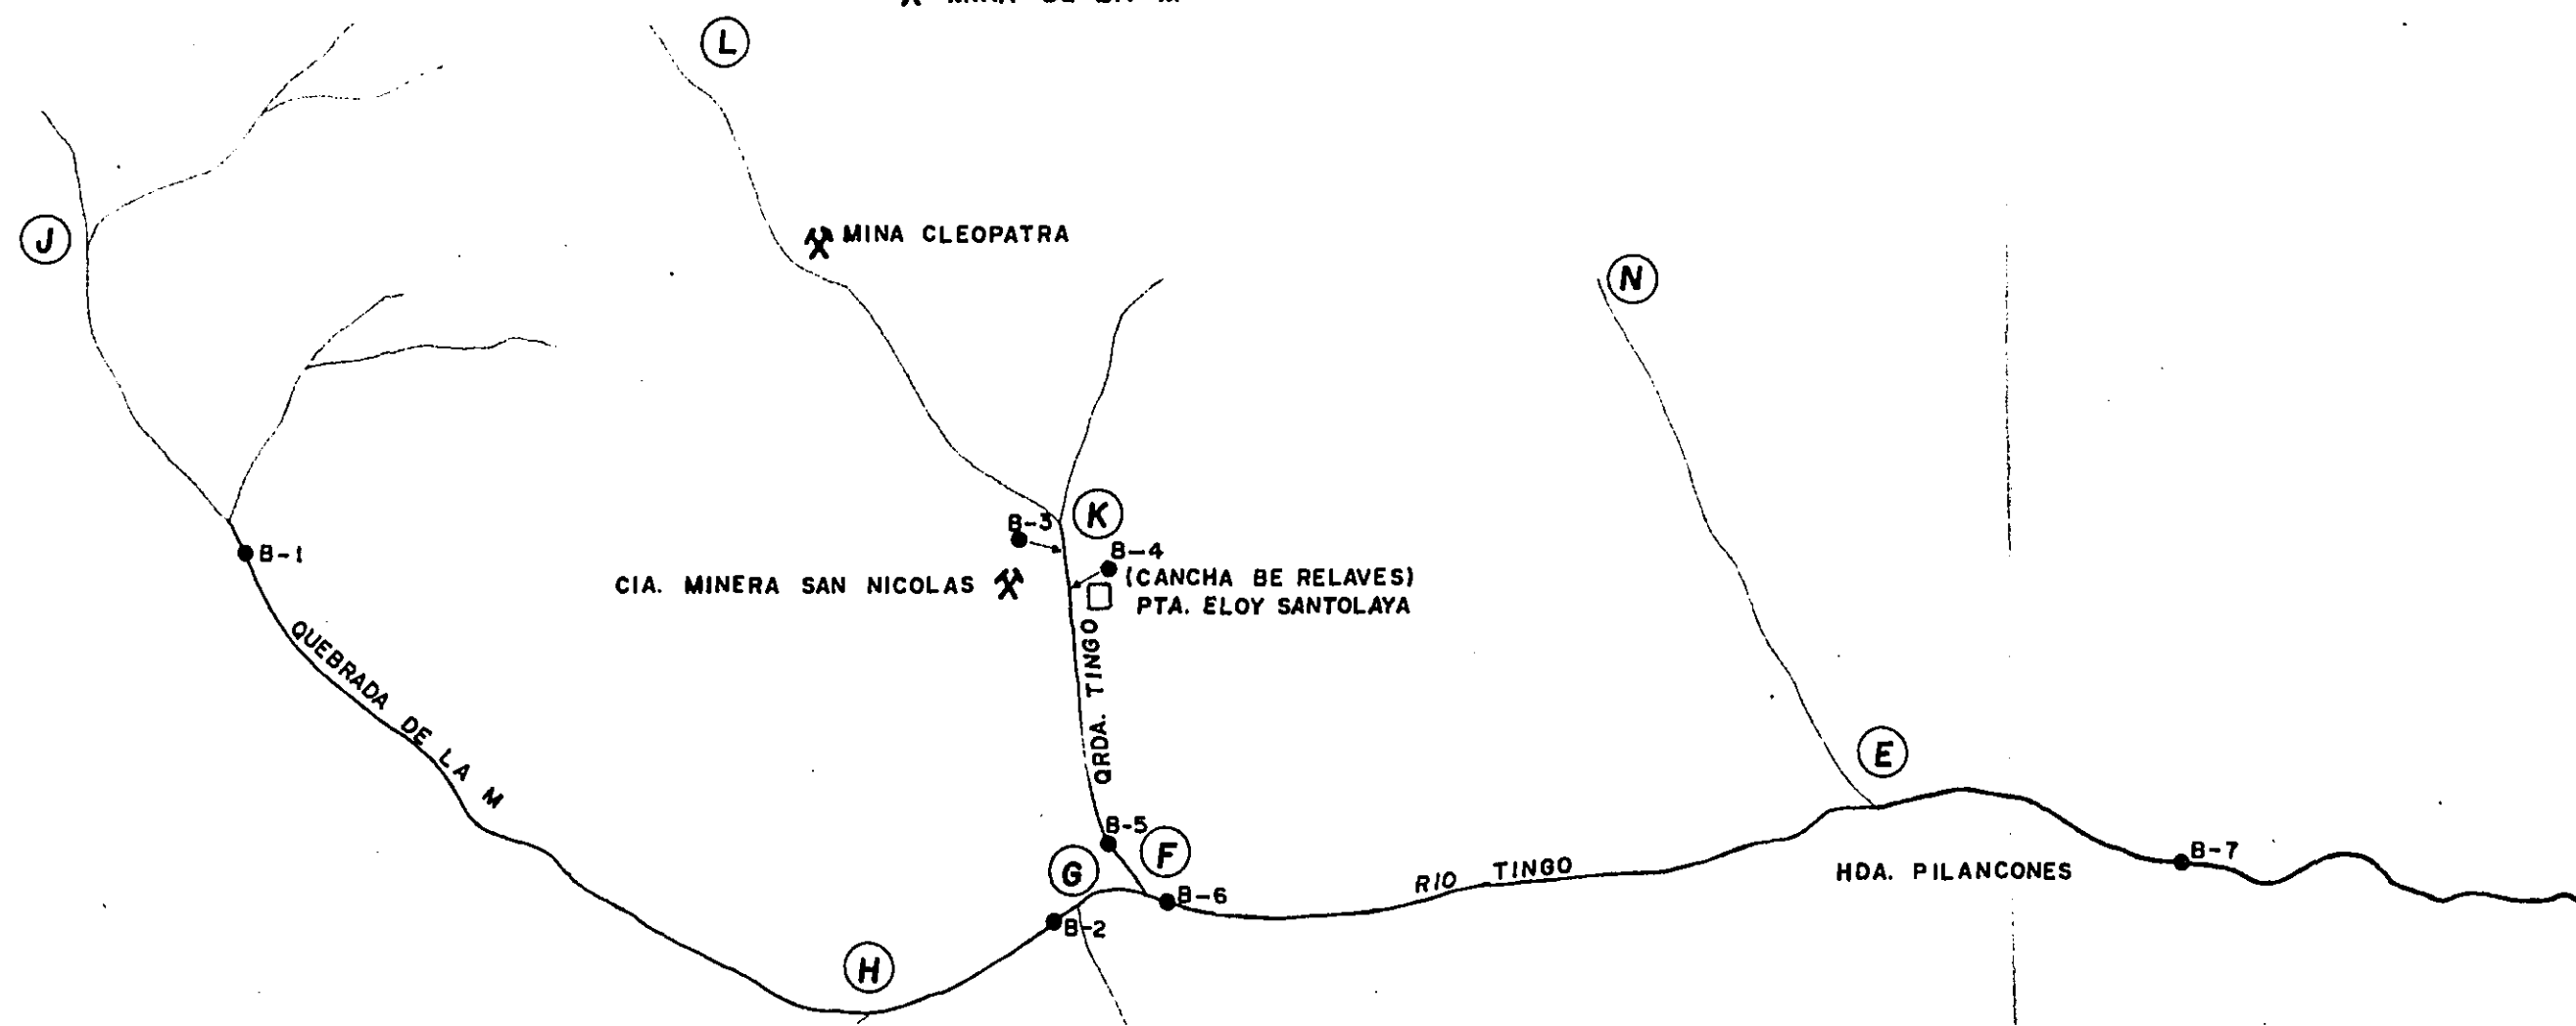 L
J
MINA CLEOPATRA
N
K
B-3
B-4
B-1
(CANCHA BE RELAVES)
CIA. MINERA SAN NICOLAS
PTA. ELOY SANTOLAYA
QUEBRADA DE LA M
QRDA. TINGO
E
B-5
F
G
B-7
RIO TINGO
HDA. PILANCONES
B-6
B-2
H